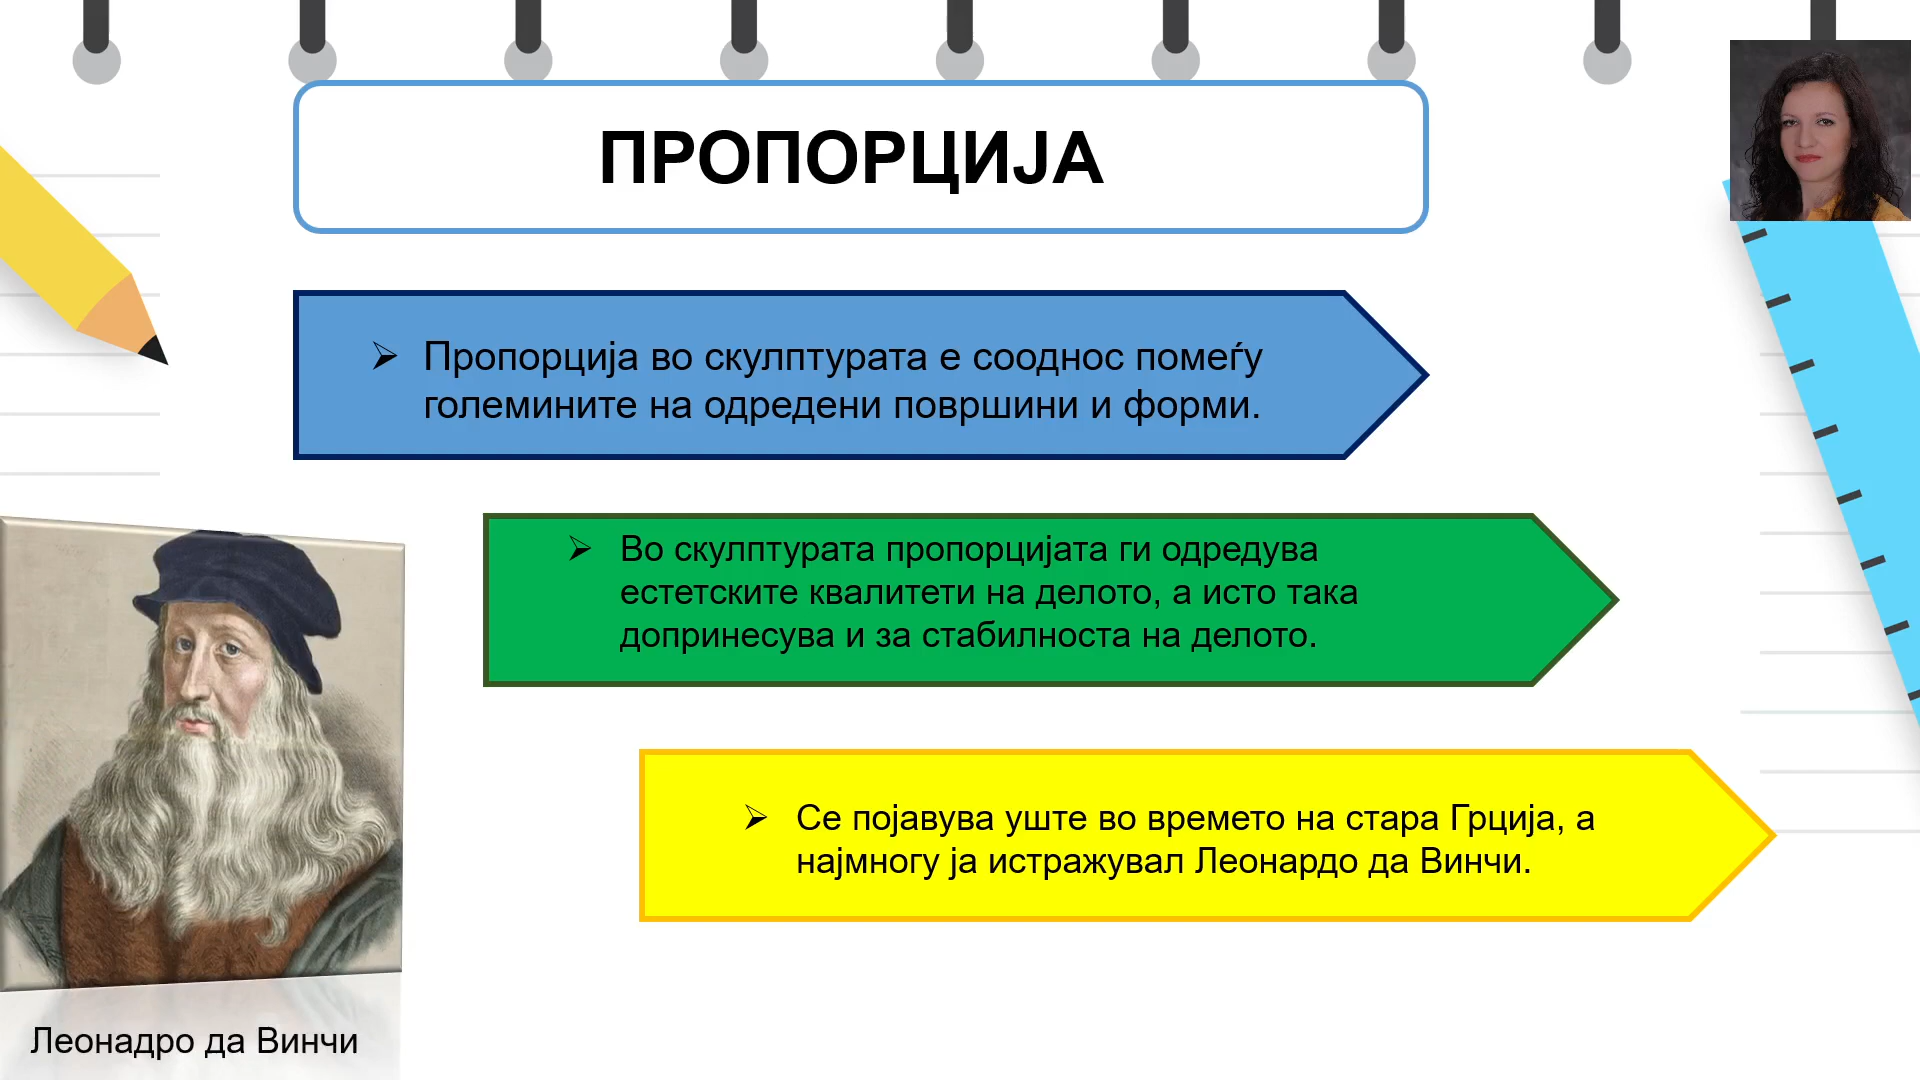 ПРОПОРЦИЈА
➢ Пропорција во скулптурата е сооднос помеѓу
големините на одредени површини и форми.
➢ Во скулптурата пропорцијата ги одредува
естетските квалитети на делото, а исто така
допринесува и за стабилноста на делото.
➢ Се појавува уште во времето на стара Грција, а
најмногу ја истражувал Леонардо да Винчи.
Леонадро да Винчи